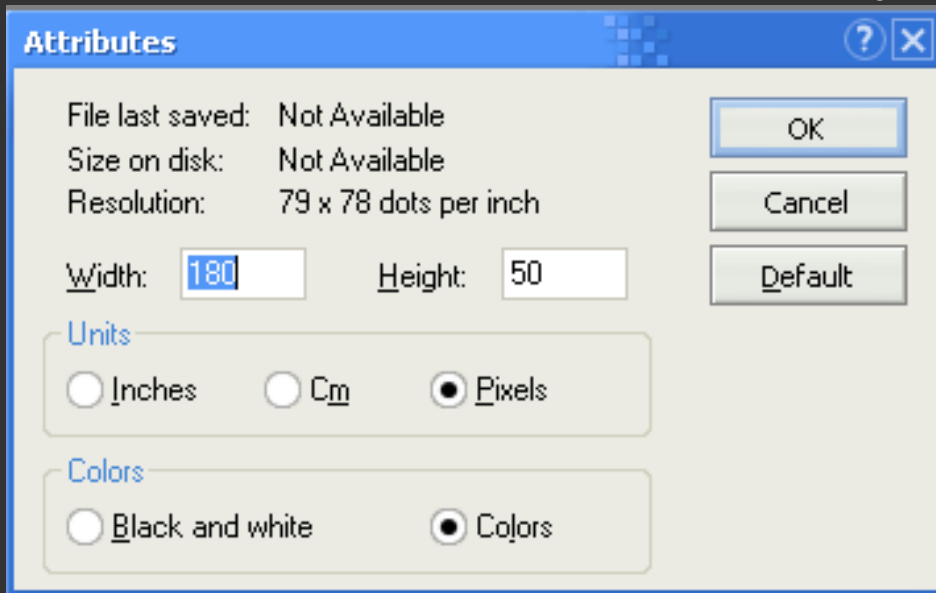 Attributes
File last saved: Not Available
Size on disk: Not Available
Resolution: 79 x 78 dots per inch
Width: 180 Height: 50
Units
Inches Cm Pixels
Colors
Black and white Colors
OK
Cancel
Default